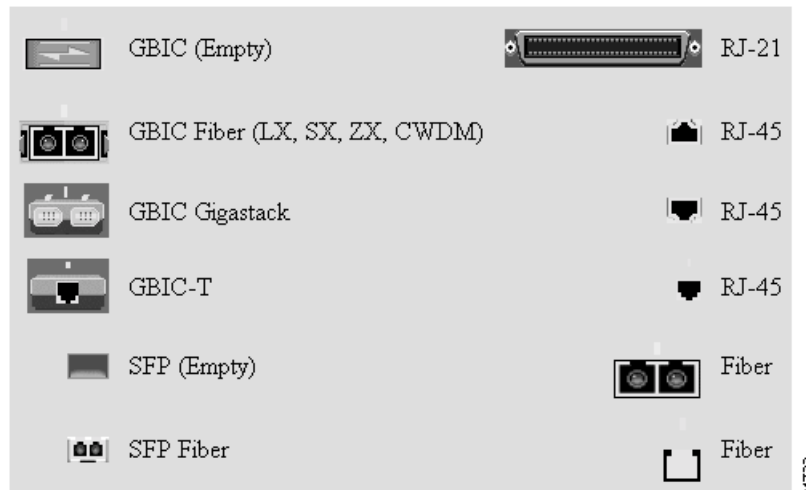 GBIC (Empty)
RJ-21
GBIC Fiber (LX, SX, ZX, CWDM)
RJ-45
GBIC Gigastack
RJ-45
GBIC-T
RJ-45
SFP (Empty)
Fiber
SFP Fiber
Fiber